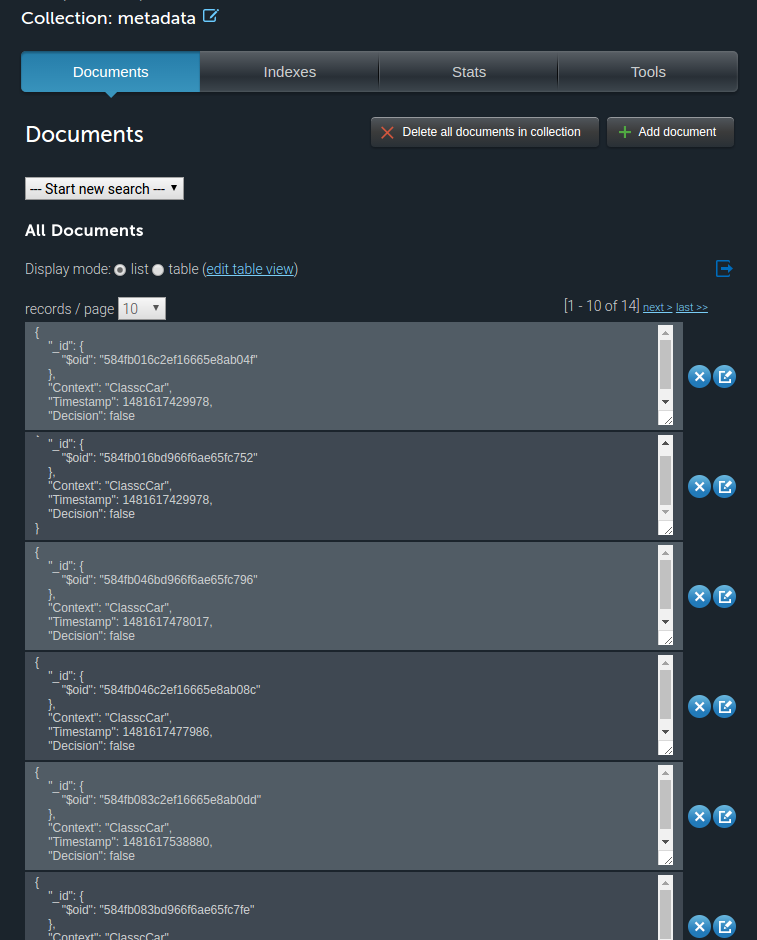 Collection: metadata
Documents
Indexes
Stats
Tools
Documents
Delete all documents in collection
Add document
--- Start new search ---
All Documents
Display mode: list table (edit table view)
records / page 10
[1 - 10 of 14] next > last >>
{
"_id": {
"$oid": "584fb016c2ef16665e8ab04f"
},
"Context": "ClasscCar",
"Timestamp": 1481617429978,
"Decision": false
"_id": {
"$oid": "584fb016bd966f6ae65fc752"
},
"Context": "ClasscCar",
"Timestamp": 1481617429978,
"Decision": false
}
{
"_id": {
"$oid": "584fb046bd966f6ae65fc796"
},
"Context": "ClasscCar",
"Timestamp": 1481617478017,
"Decision": false
{
"_id": {
"$oid": "584fb046c2ef16665e8ab08c"
},
"Context": "ClasscCar",
"Timestamp": 1481617477986,
"Decision": false
{
"_id": {
"$oid": "584fb083c2ef16665e8ab0dd"
},
"Context": "ClasscCar",
"Timestamp": 1481617538880,
"Decision": false
{
"_id": {
"$oid": "584fb083bd966f6ae65fc7fe"
},
"Context": "ClasscCar",